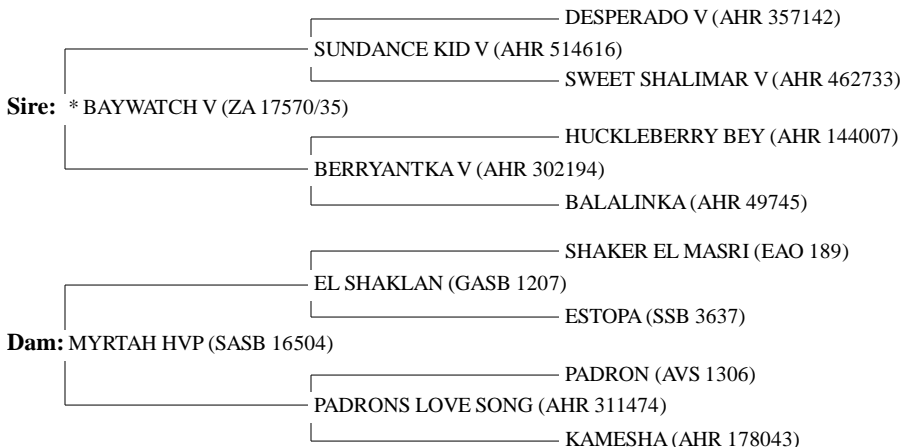 DESPERADO V (AHR 357142)
SUNDANCE KID V (AHR 514616)
SWEET SHALIMAR V (AHR 462733)
Sire: * BAYWATCH V (ZA 17570/35)
HUCKLEBERRY BEY (AHR 144007)
BERRYANTKA V (AHR 302194)
BALALINKA (AHR 49745)
SHAKER EL MASRI (EAO 189)
EL SHAKLAN (GASB 1207)
ESTOPA (SSB 3637)
Dam: MYRTAH HVP (SASB 16504)
PADRON (AVS 1306)
PADRONS LOVE SONG (AHR 311474)
KAMESHA (AHR 178043)